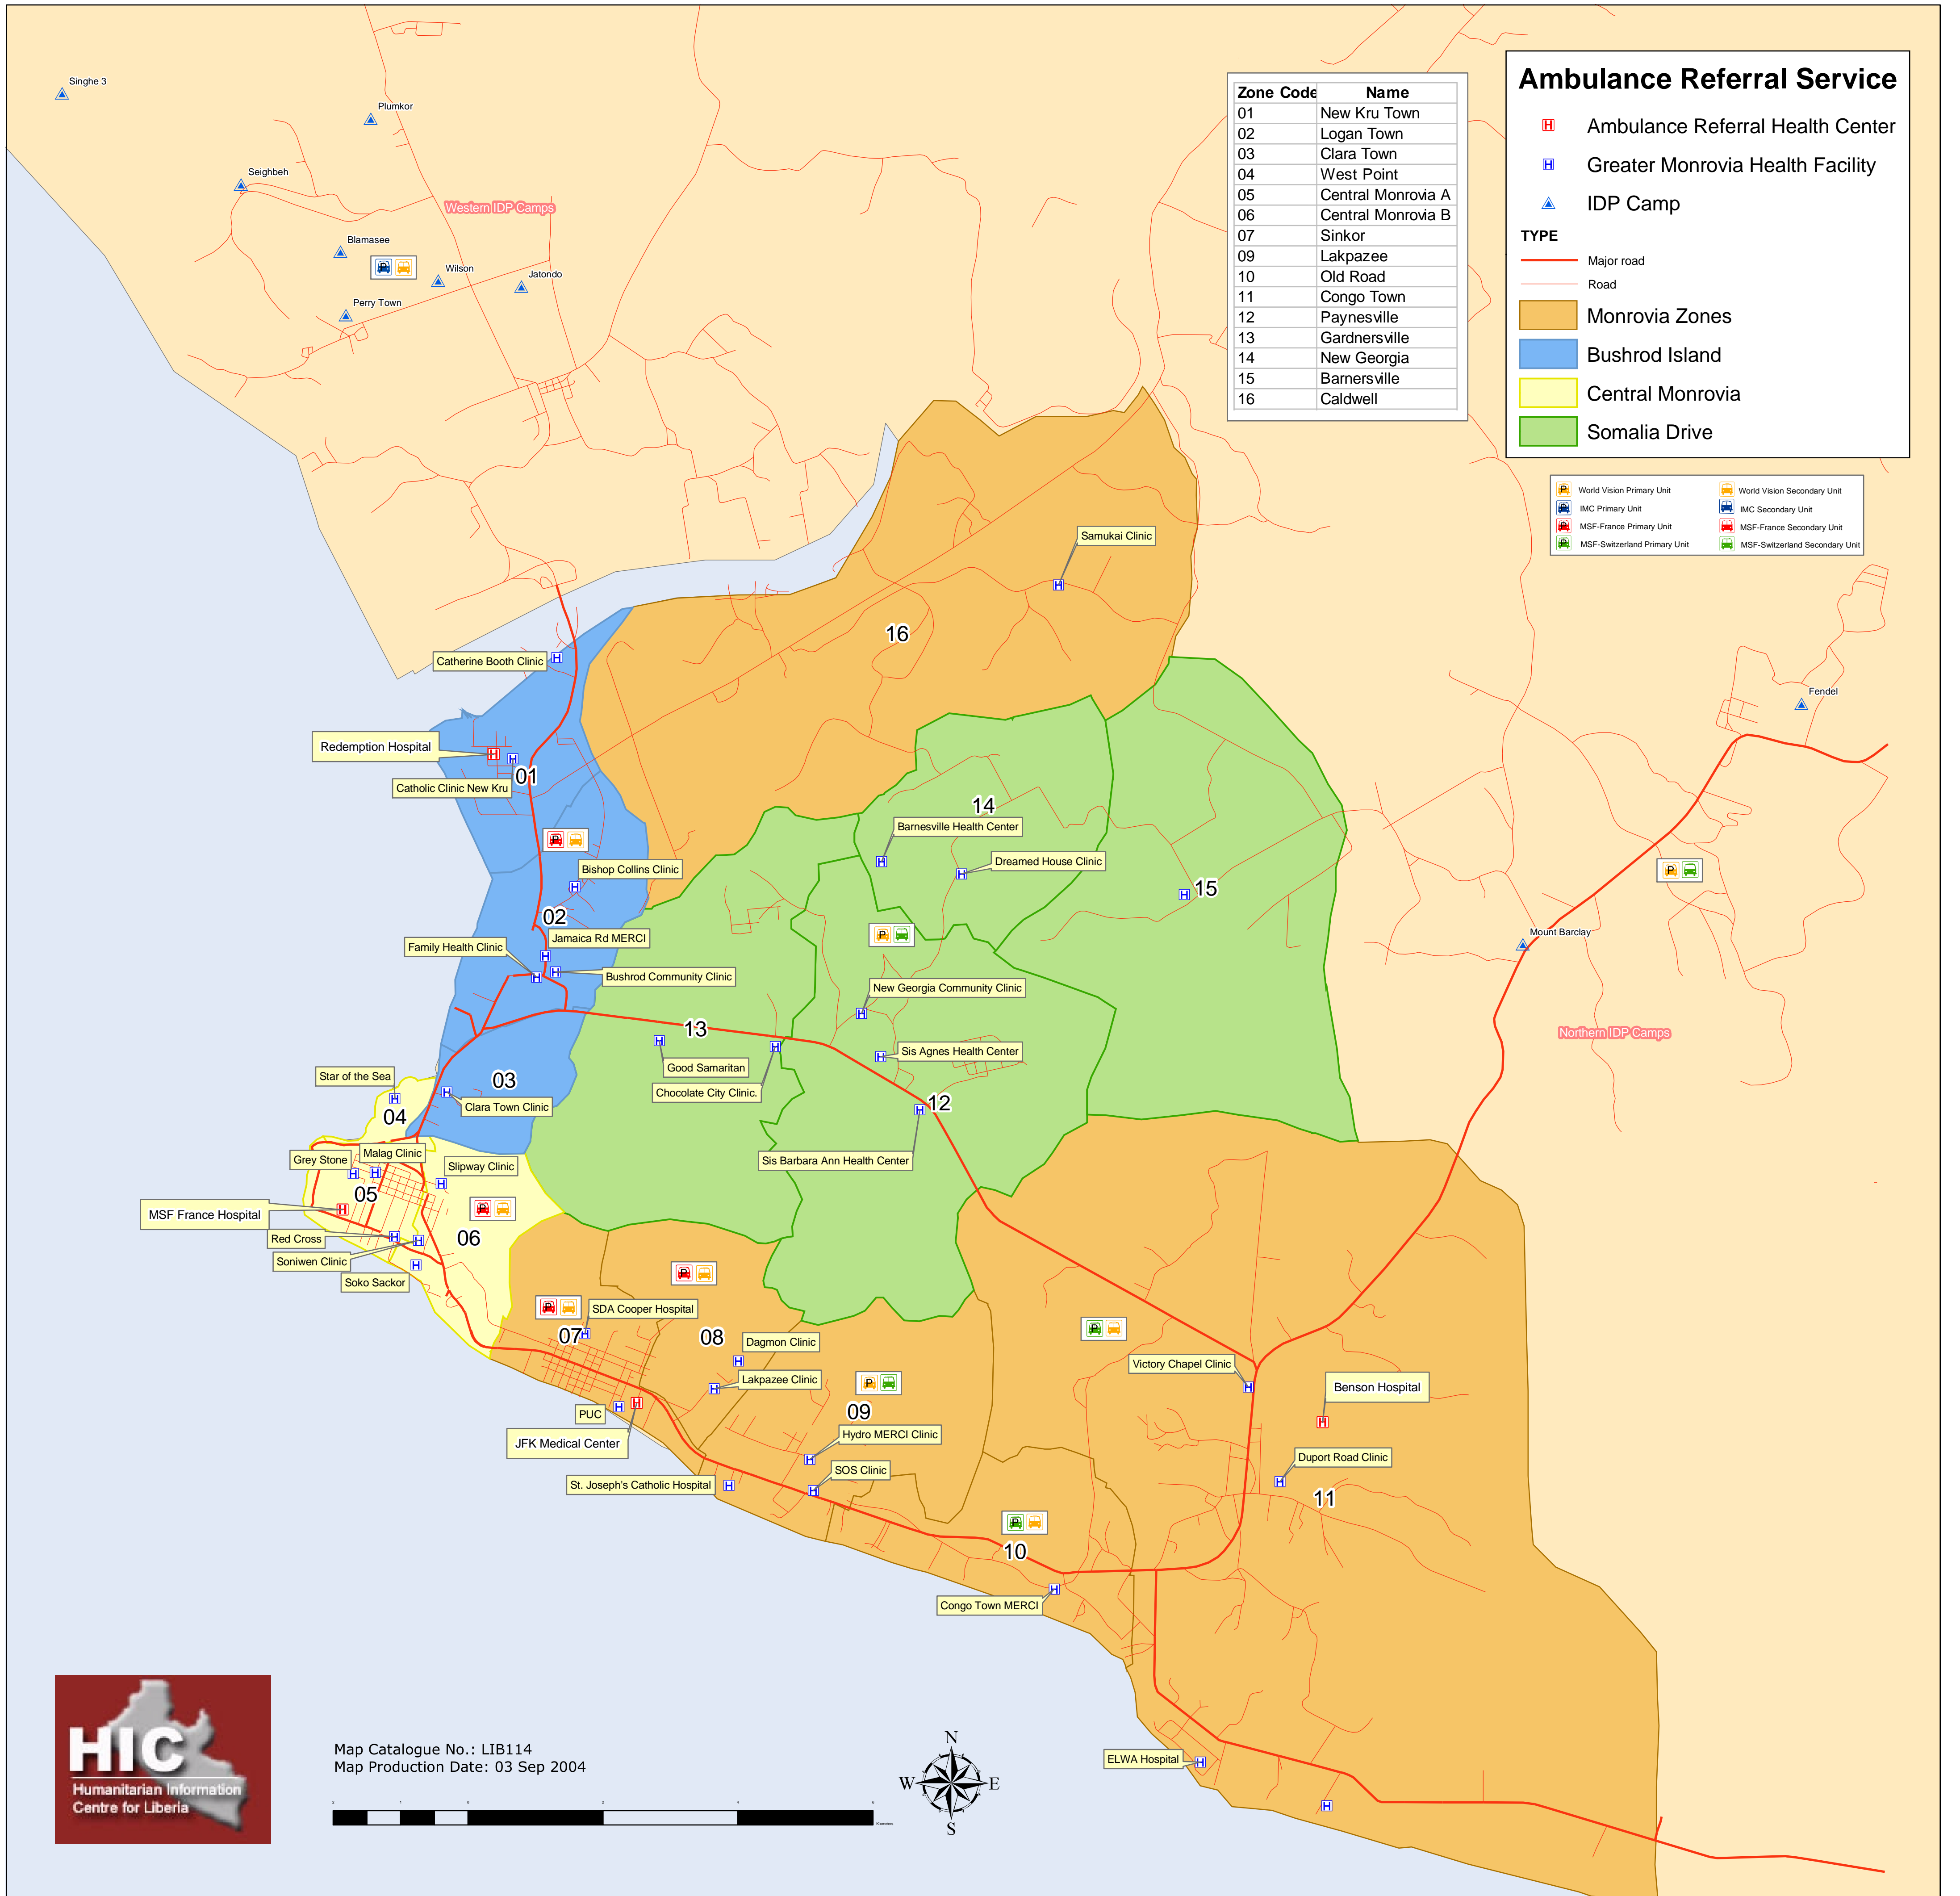 Ambulance Referral Service
Ambulance Referral Health Center
Greater Monrovia Health Facility
IDP Camp
TYPE
Major road
Road
Monrovia Zones
Bushrod Island
Central Monrovia
Somalia Drive
Zone Code Name
01 New Kru Town
02 Logan Town
03 Clara Town
04 West Point
05 Central Monrovia A
06 Central Monrovia B
07 Sinkor
09 Lakpazee
10 Old Road
11 Congo Town
12 Paynesville
13 Gardnersville
14 New Georgia
15 Barnersville
16 Caldwell
P World Vision Primary Unit
World Vision Secondary Unit
P IMC Primary Unit
IMC Secondary Unit
P MSF-France Primary Unit
MSF-France Secondary Unit
P MSF-Switzerland Primary Unit
MSF-Switzerland Secondary Unit
Singhe 3
Plumkor
Seighbeh
Western IDP Camps
Blamasee
Wilson
Jatondo
Perry Town
Samukai Clinic
16
Catherine Booth Clinic
Fendel
Redemption Hospital
01
Catholic Clinic New Kru
14
Barnesville Health Center
Dreamed House Clinic
Bishop Collins Clinic
15
02
Jamaica Rd MERCI
Family Health Clinic
Mount Barclay
Bushrod Community Clinic
New Georgia Community Clinic
13
Northern IDP Camps
Sis Agnes Health Center
Good Samaritan
Star of the Sea
03
Chocolate City Clinic.
Clara Town Clinic
12
04
Malag Clinic
Grey Stone
Slipway Clinic
Sis Barbara Ann Health Center
05
MSF France Hospital
06
Red Cross
Soniwen Clinic
Soko Sackor
SDA Cooper Hospital
07
08
Dagmon Clinic
Victory Chapel Clinic
Lakpazee Clinic
Benson Hospital
09
PUC
Hydro MERCI Clinic
JFK Medical Center
Duport Road Clinic
SOS Clinic
St. Joseph's Catholic Hospital
11
10
Congo Town MERCI
ELWA Hospital
HIC
Humanitarian Information
Centre for Liberia
Map Catalogue No.: LIB114
Map Production Date: 03 Sep 2004
Kilometers
N
W E
S